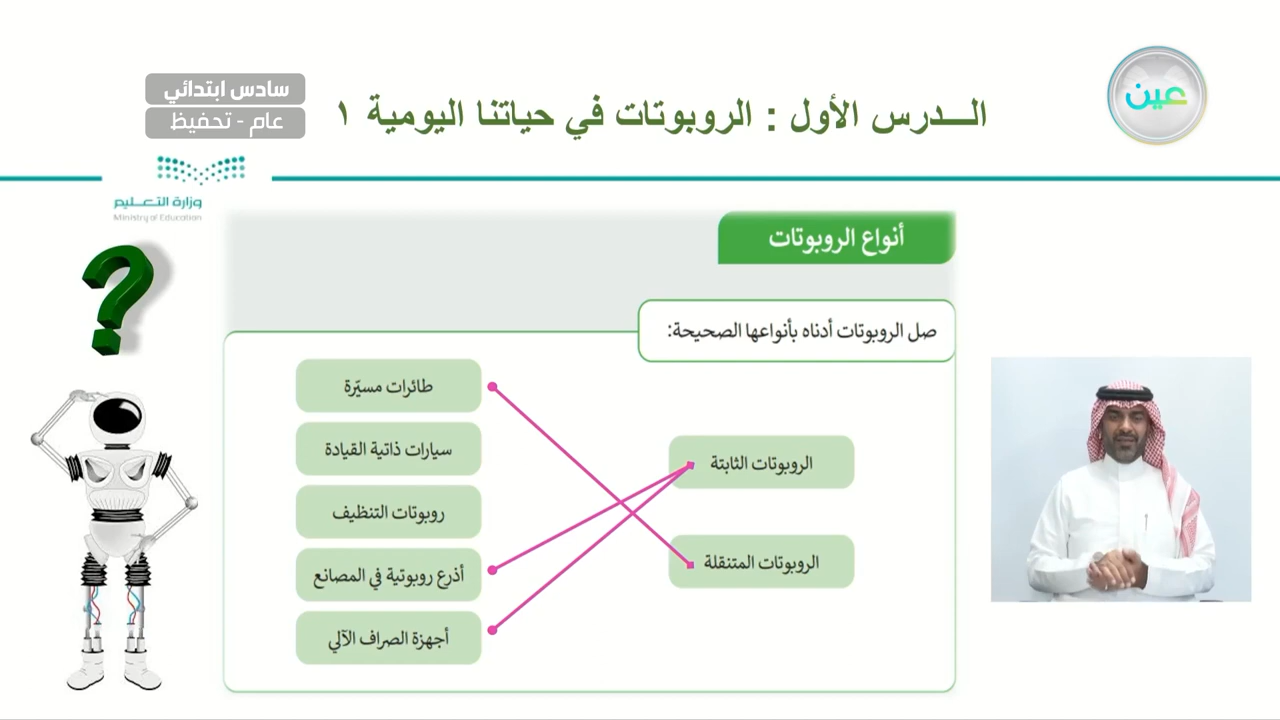 عين
الـــدرس الأول : الروبوتات في حياتنا اليومية ١
سادس ابتدائي
عام - تحفيظ
وزارة التعـــليم
Ministry of Education
أنواع الروبوتات
صل الروبوتات أدناه بأنواعها الصحيحة:
الروبوتات الثابتة
الروبوتات المتنقلة
طائرات مسيّرة
سيارات ذاتية القيادة
روبوتات التنظيف
أذرع روبوتية في المصانع
أجهزة الصراف الآلي